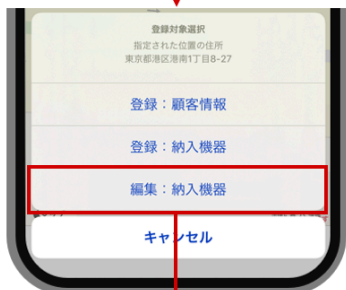 登録対象選択
指定された位置の住所
東京都港区港南1丁目8-27
登録：顧客情報
登録：納入機器
編集：納入機器
キャンセル